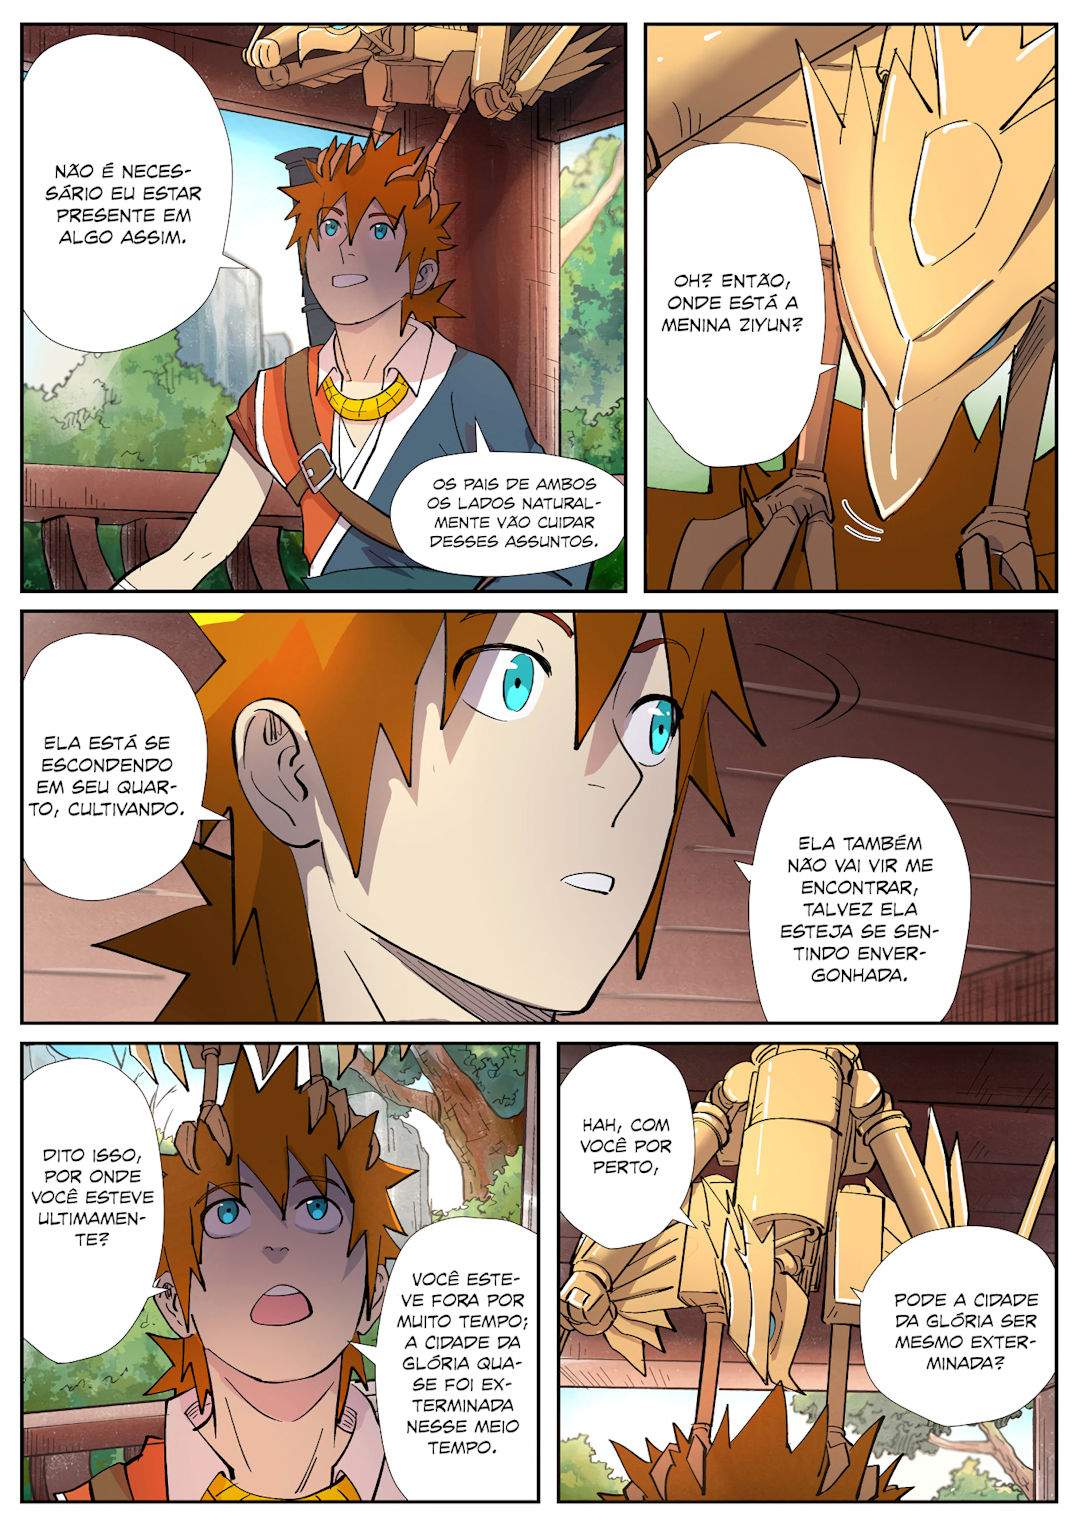 NÃO É NECES-
SÁRIO EU ESTAR
PRESENTE EM
ALGO ASSIM.
OS PAIS DE AMBOS
OS LADOS NATURAL-
MENTE VÃO CUIDAR
DESSES ASSUNTOS.
OH? ENTÃO,
ONDE ESTÁ A
MENINA ZIYUN?
ELA ESTÁ SE
ESCONDENDO
EM SEU QUAR-
TO, CULTIVANDO.
ELA TAMBÉM
NÃO VAI VIR ME
ENCONTRAR,
TALVEZ ELA
ESTEJA SE SEN-
TINDO ENVER-
GONHADA.
DITO ISSO,
POR ONDE
VOCÊ ESTEVE
ULTIMAMEN-
TE?
VOCÊ ESTE-
VE FORA POR
MUITO TEMPO;
A CIDADE DA
GLÓRIA QUA-
SE FOI EX-
TERMINADA
NESSE MEIO
TEMPO.
HAH, COM
VOCÊ POR
PERTO,
PODE A CIDADE
DA GLÓRIA SER
MESMO EXTER-
MINADA?